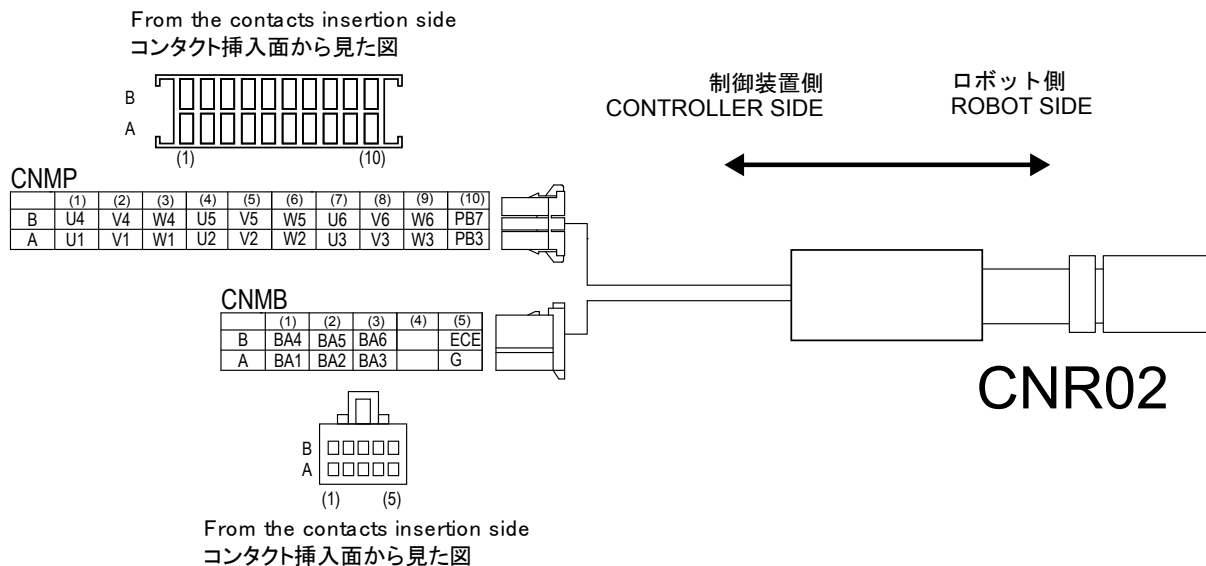 From the contacts insertion side
コンタクト挿入面から見た図
B
A
(1) (10)
制御装置側 ロボット側
CONTROLLER SIDE ROBOT SIDE
CNMP
(1) (2) (3) (4) (5) (6) (7) (8) (9) (10)
B U4 V4 W4 U5 V5 W5 U6 V6 W6 PB7
A U1 V1 W1 U2 V2 W2 U3 V3 W3 PB3
CNMB
(1) (2) (3) (4) (5)
B BA4 BA5 BA6 ECE
A BA1 BA2 BA3 G
CNR02
B
A
(1) (5)
From the contacts insertion side
コンタクト挿入面から見た図